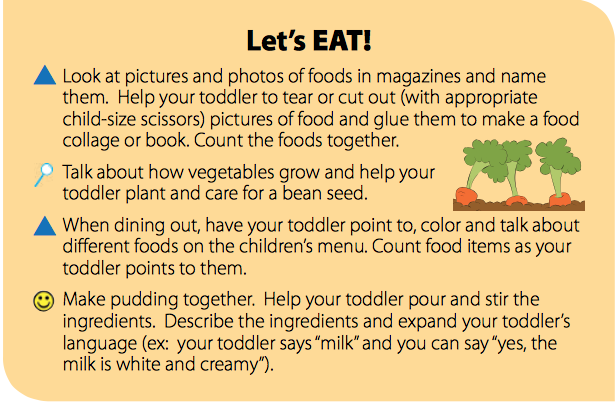 Let's EAT!
Look at pictures and photos of foods in magazines and name
them.  Help your toddler to tear or cut out (with appropriate
child-size scissors) pictures of food and glue them to make a food
collage or book. Count the foods together.
Talk about how vegetables grow and help your
toddler plant and care for a bean seed.
When dining out, have your toddler point to, color and talk about
different foods on the children's menu. Count food items as your
toddler points to them.
Make pudding together.  Help your toddler pour and stir the
ingredients.  Describe the ingredients and expand your toddler's
language (ex:  your toddler says “milk” and you can say “yes, the
milk is white and creamy”).